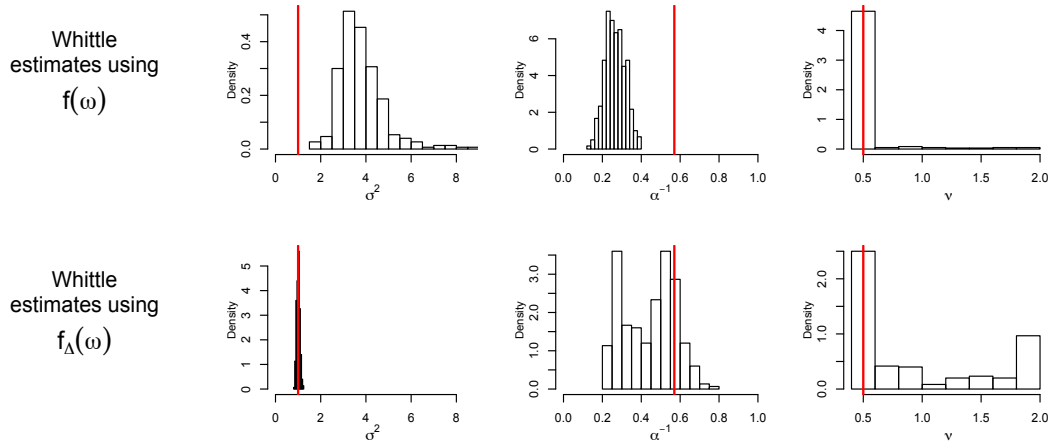 Whittle
estimates using
f(ω)
Density
0.0 0.2 0.4
0 2 4 6 8
σ²
Density
0 2 4 6
0.0 0.2 0.4 0.6 0.8 1.0
α⁻¹
Density
0 1 2 3 4
0.5 1.0 1.5 2.0
ν
Whittle
estimates using
f_Δ(ω)
Density
0 1 2 3 4 5
0 2 4 6 8
σ²
Density
0.0 1.0 2.0 3.0
0.0 0.2 0.4 0.6 0.8 1.0
α⁻¹
Density
0.0 1.0 2.0
0.5 1.0 1.5 2.0
ν